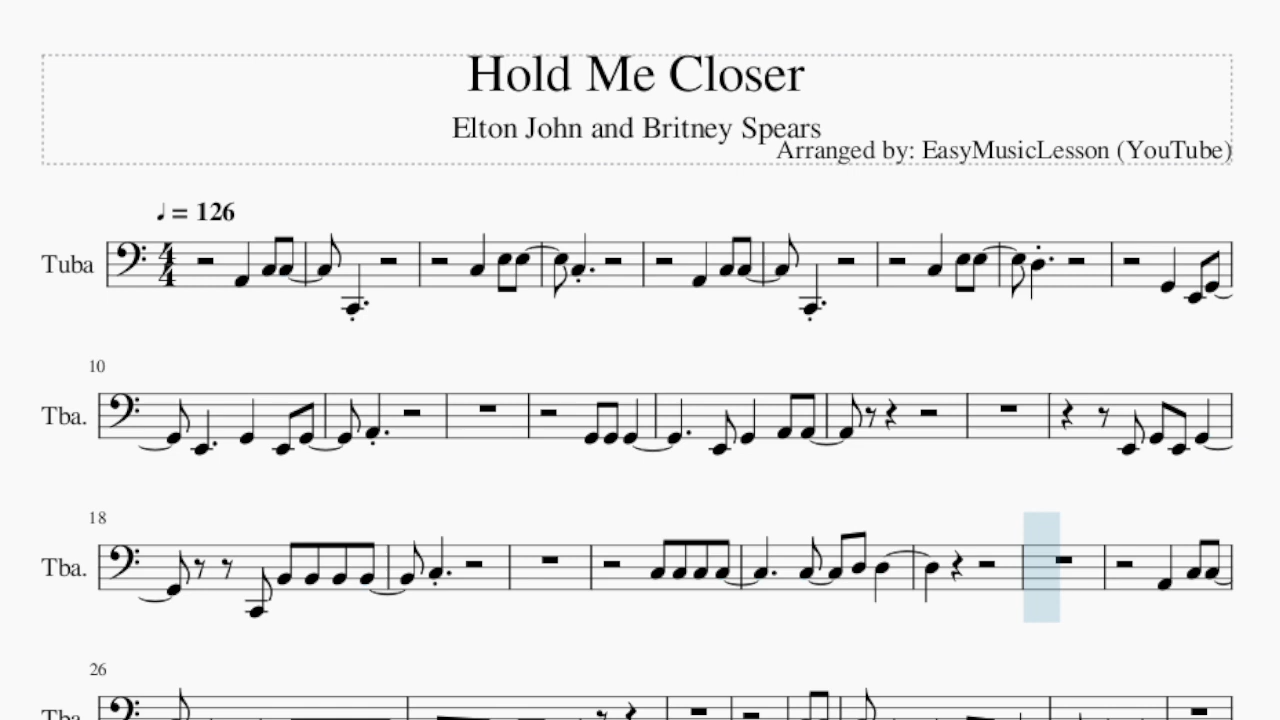 Hold Me Closer
Elton John and Britney Spears
Arranged by: EasyMusicLesson (YouTube)
♩ = 126
Tuba
4
4
10
Tba.
18
Tba.
26
Tba.